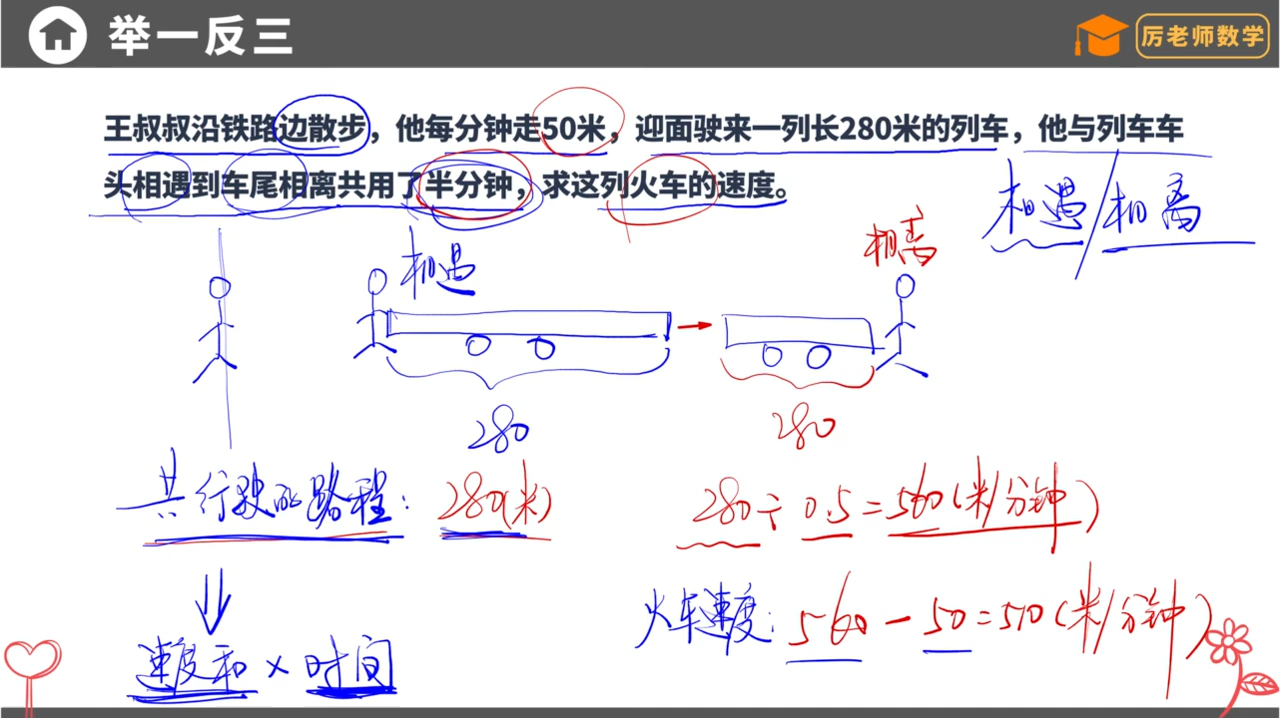 举一反三
厉老师数学
王叔叔沿铁路边散步，他每分钟走50米，迎面驶来一列长280米的列车，他与列车车
头相遇到车尾相离共用了半分钟，求这列火车的速度。
相遇/相离
相遇
相离
280
280
共行驶的路程：280(米)
280÷0.5=560(米/分钟)
速度和×时间
火车速度：560-50=510(米/分钟)